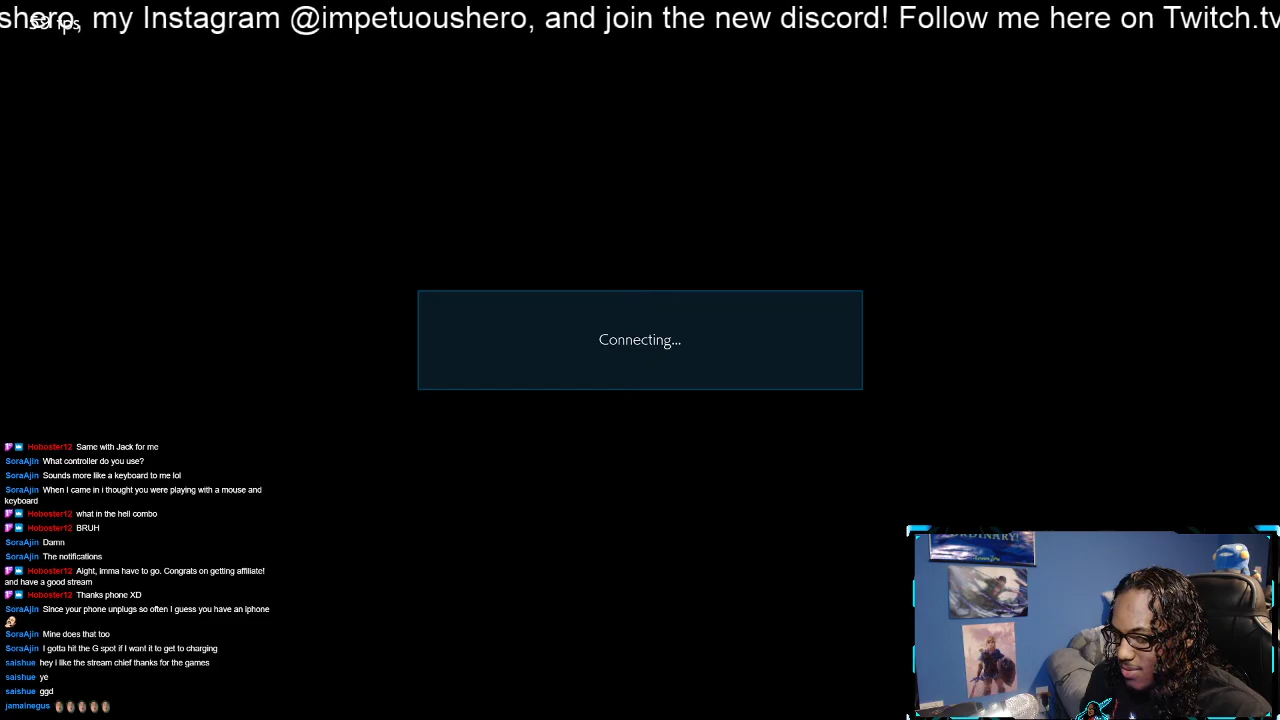 shero, my Instagram @impetuoushero, and join the new discord! Follow me here on Twitch.tv
59 fps
Connecting...
Hoboster12 Same with Jack for me
SoraAjin What controller do you use?
SoraAjin Sounds more like a keyboard to me lol
SoraAjin When I came in i thought you were playing with a mouse and
keyboard
Hoboster12 what in the hell combo
Hoboster12 BRUH
SoraAjin Damn
SoraAjin The notifications
Hoboster12 Aight, Imma have to go. Congrats on getting affiliate!
and have a good stream
Hoboster12 Thanks phone XD
SoraAjin Since your phone unplugs so often I guess you have an iphone
SoraAjin Mine does that too
SoraAjin I gotta hit the G spot if I want it to get to charging
saishue hey i like the stream chief thanks for the games
saishue ye
saishue ggd
jamainegus
ORDINARY!